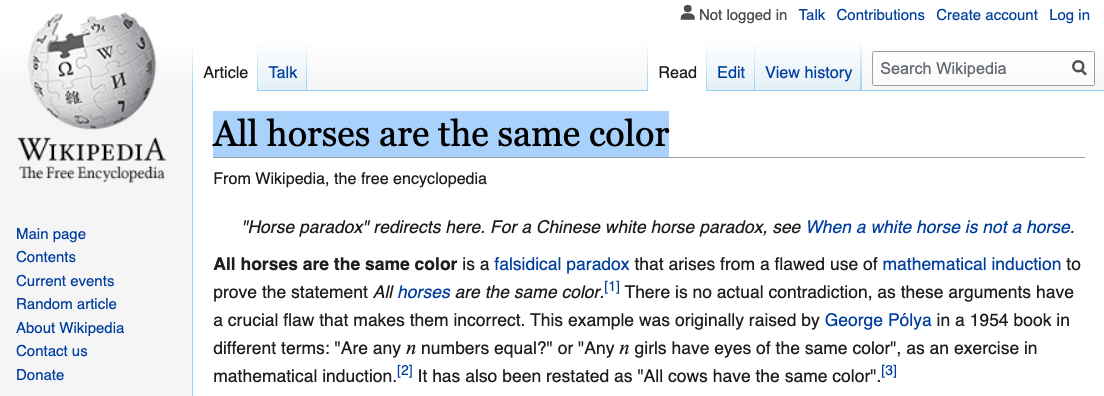 Not logged in Talk Contributions Create account Log in
Article Talk Read Edit View history Search Wikipedia
WIKIPEDIA
The Free Encyclopedia
All horses are the same color
From Wikipedia, the free encyclopedia
"Horse paradox" redirects here. For a Chinese white horse paradox, see When a white horse is not a horse.
All horses are the same color is a falsidical paradox that arises from a flawed use of mathematical induction to
prove the statement All horses are the same color.[1] There is no actual contradiction, as these arguments have
a crucial flaw that makes them incorrect. This example was originally raised by George Pólya in a 1954 book in
different terms: "Are any n numbers equal?" or "Any n girls have eyes of the same color", as an exercise in
mathematical induction.[2] It has also been restated as "All cows have the same color".[3]
Main page
Contents
Current events
Random article
About Wikipedia
Contact us
Donate